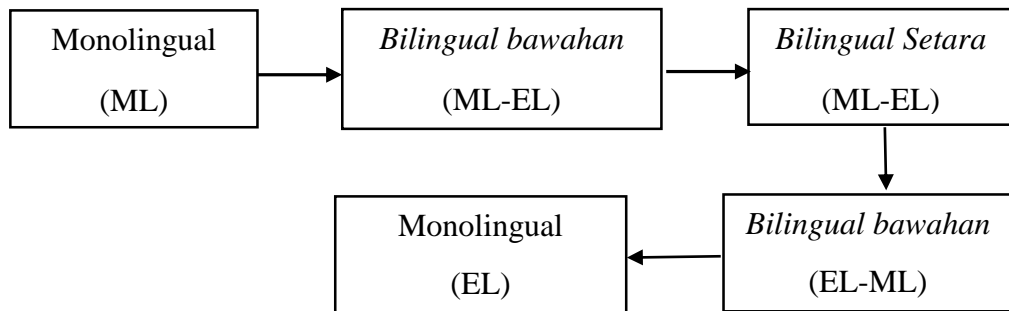 Monolingual
(ML)
Bilingual bawahan
(ML-EL)
Bilingual Setara
(ML-EL)
Bilingual bawahan
(EL-ML)
Monolingual
(EL)